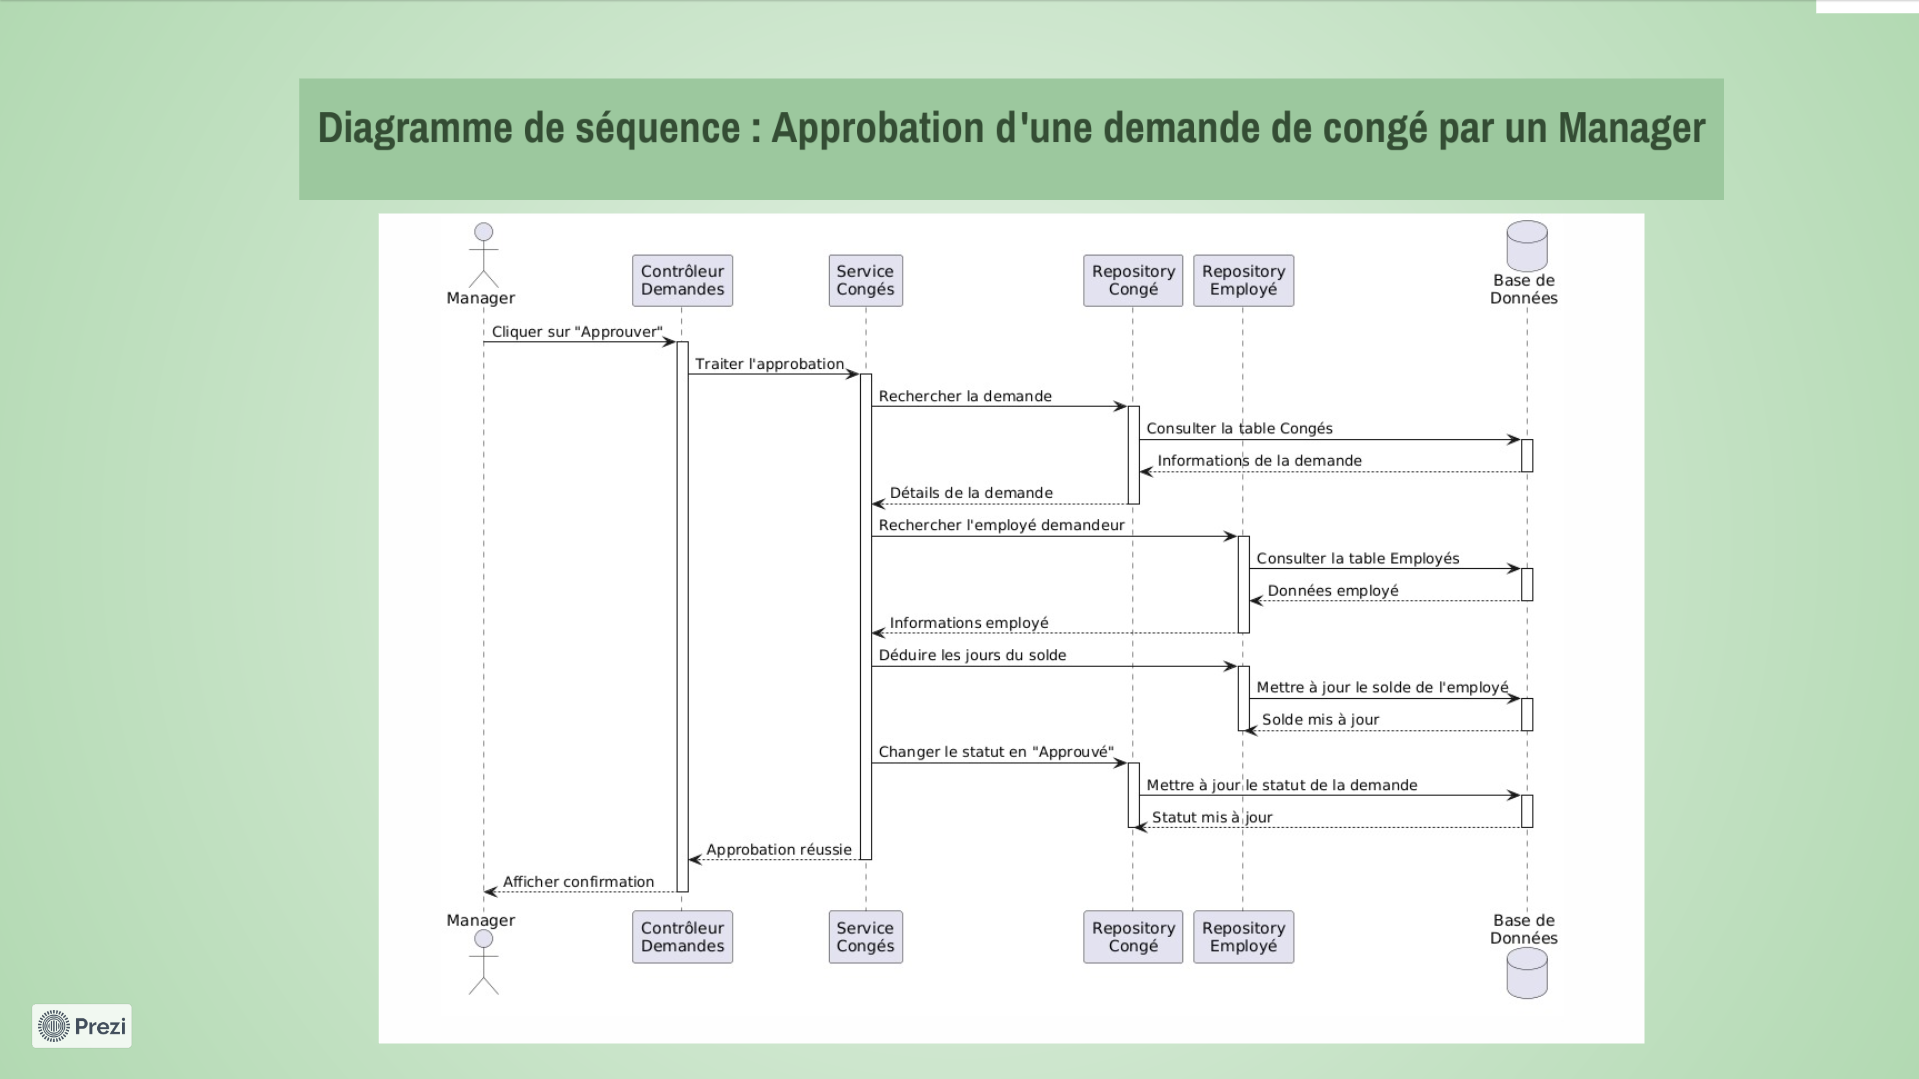 Diagramme de séquence : Approbation d'une demande de congé par un Manager
Manager
Contrôleur
Demandes
Service
Congés
Repository
Congé
Repository
Employé
Base de
Données
Cliquer sur "Approuver"
Traiter l'approbation
Rechercher la demande
Consulter la table Congés
Informations de la demande
Détails de la demande
Rechercher l'employé demandeur
Consulter la table Employés
Données employé
Informations employé
Déduire les jours du solde
Mettre à jour le solde de l'employé
Solde mis à jour
Changer le statut en "Approuvé"
Mettre à jour le statut de la demande
Statut mis à jour
Approbation réussie
Afficher confirmation
Manager
Contrôleur
Demandes
Service
Congés
Repository
Congé
Repository
Employé
Base de
Données
Prezi